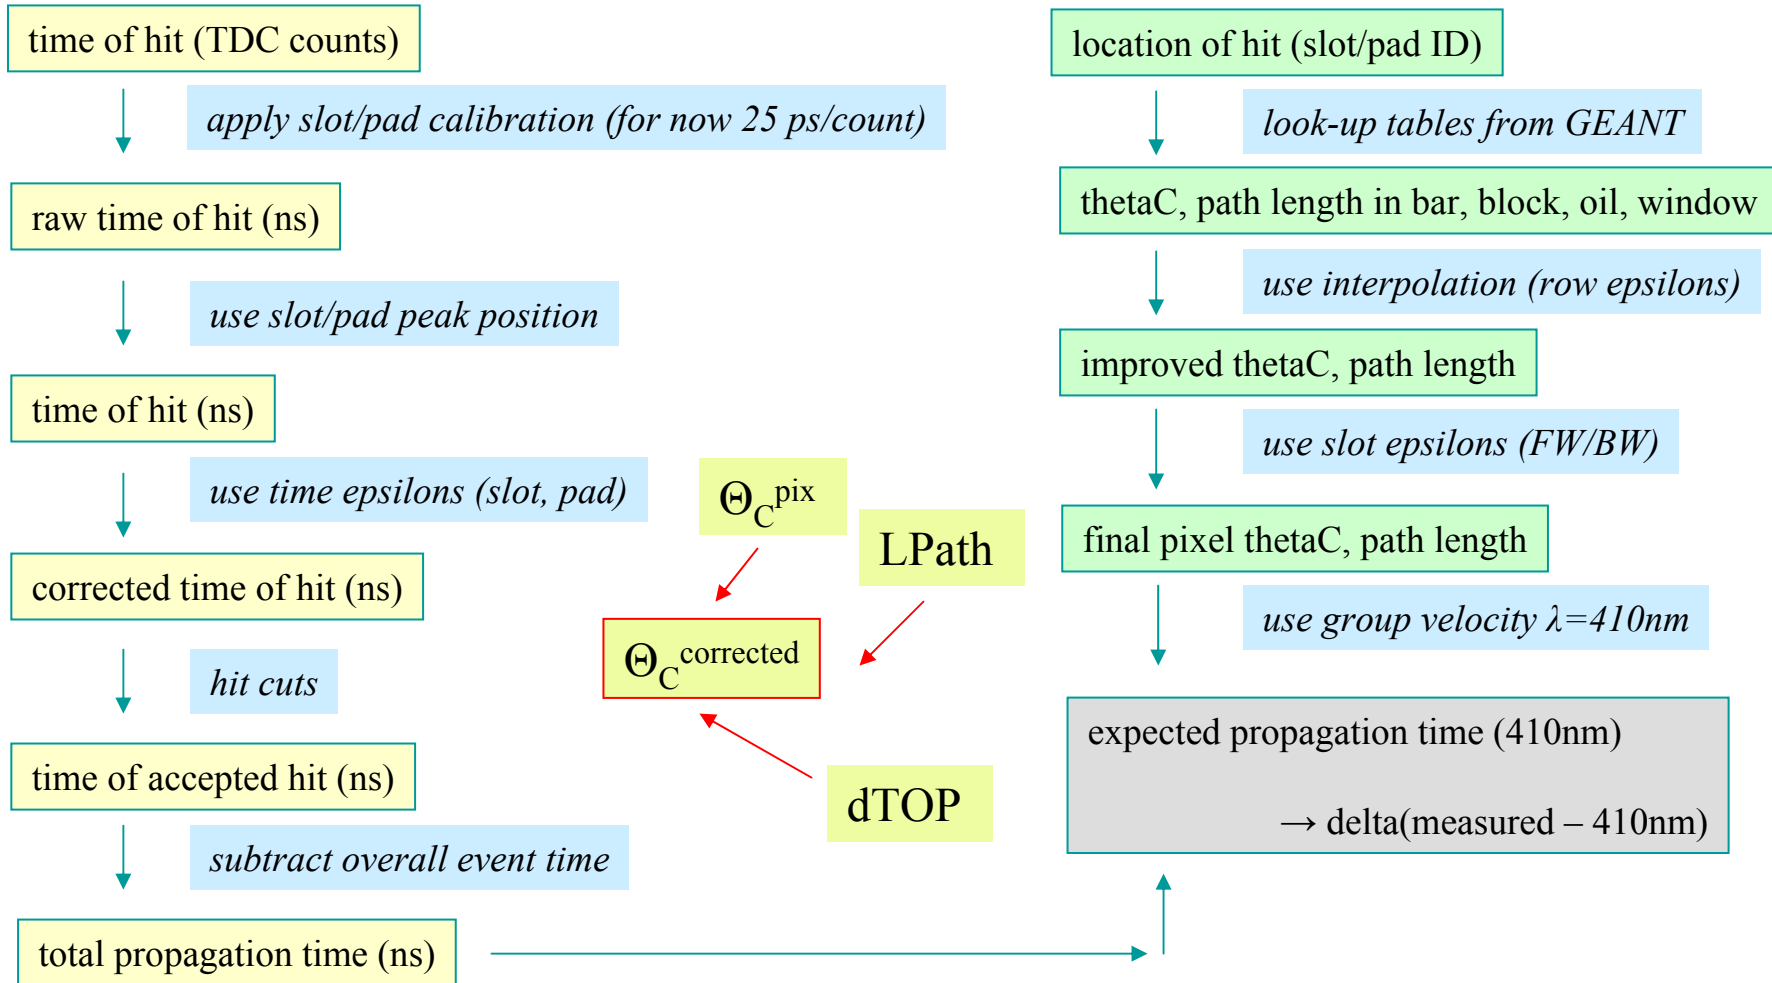 time of hit (TDC counts)
apply slot/pad calibration (for now 25 ps/count)
raw time of hit (ns)
use slot/pad peak position
time of hit (ns)
use time epsilons (slot, pad)
corrected time of hit (ns)
hit cuts
time of accepted hit (ns)
subtract overall event time
total propagation time (ns)
Θ_C^pix
LPath
Θ_C^corrected
dTOP
location of hit (slot/pad ID)
look-up tables from GEANT
thetaC, path length in bar, block, oil, window
use interpolation (row epsilons)
improved thetaC, path length
use slot epsilons (FW/BW)
final pixel thetaC, path length
use group velocity λ=410nm
expected propagation time (410nm)
→ delta(measured – 410nm)